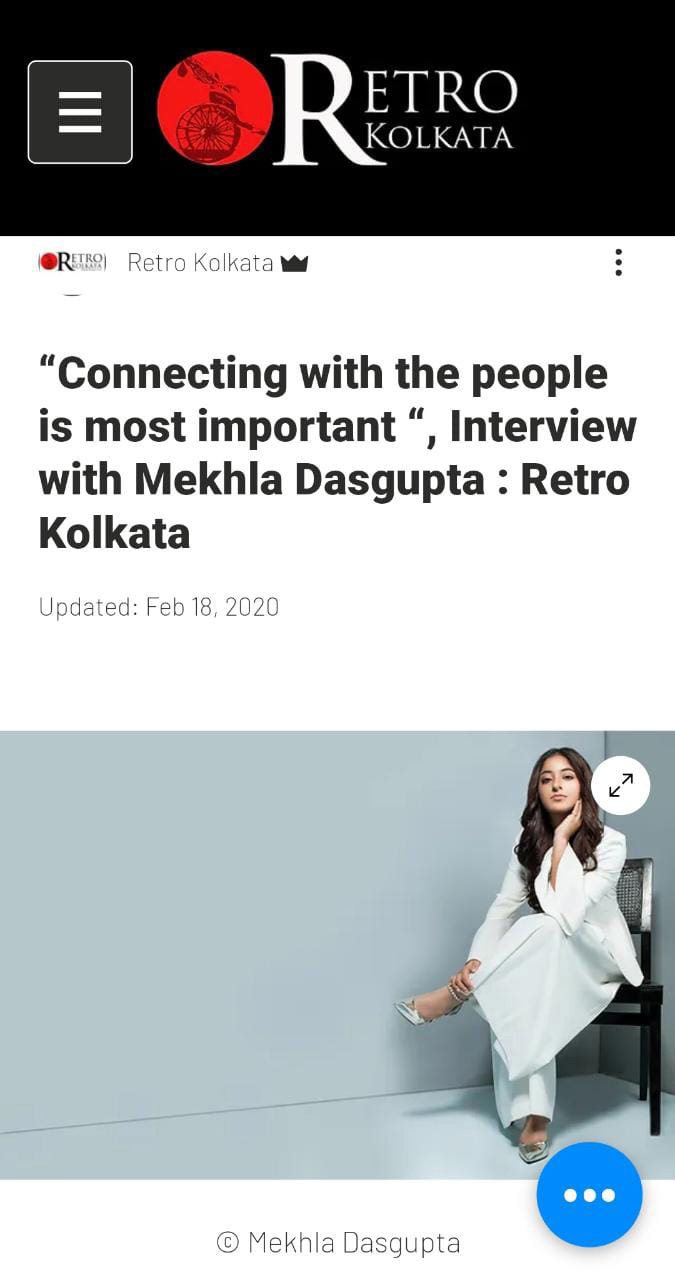 RETRO
KOLKATA
RETRO
KOLKATA
Retro Kolkata
“Connecting with the people
is most important “, Interview
with Mekhla Dasgupta : Retro
Kolkata
Updated: Feb 18, 2020
© Mekhla Dasgupta